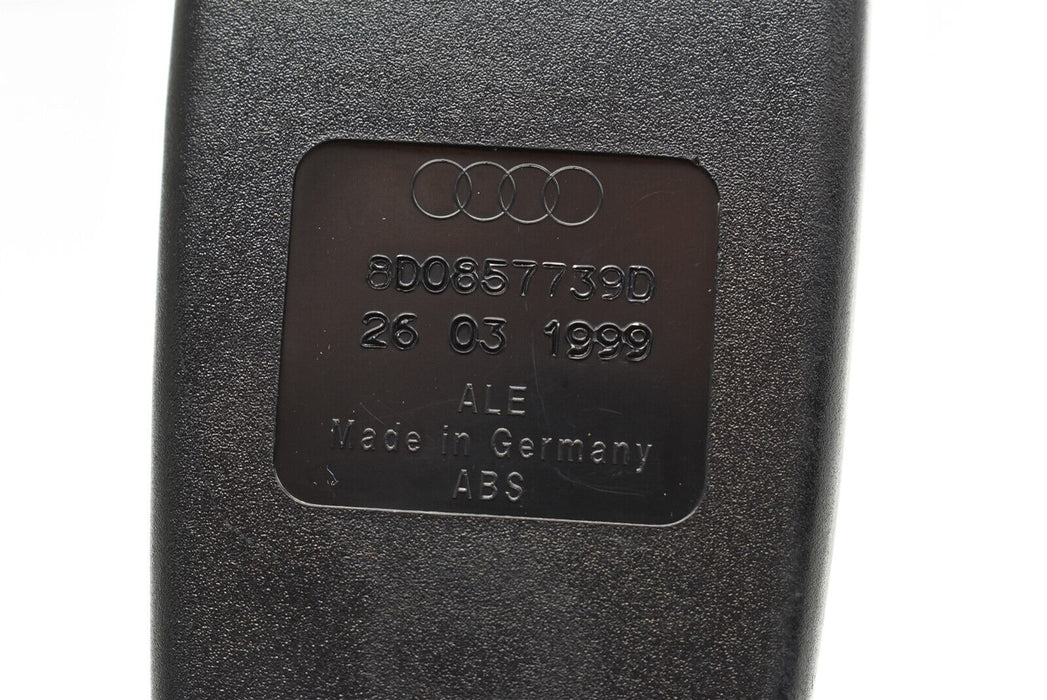 8D0857739D
26 03 1999
ALE
Made in Germany
ABS